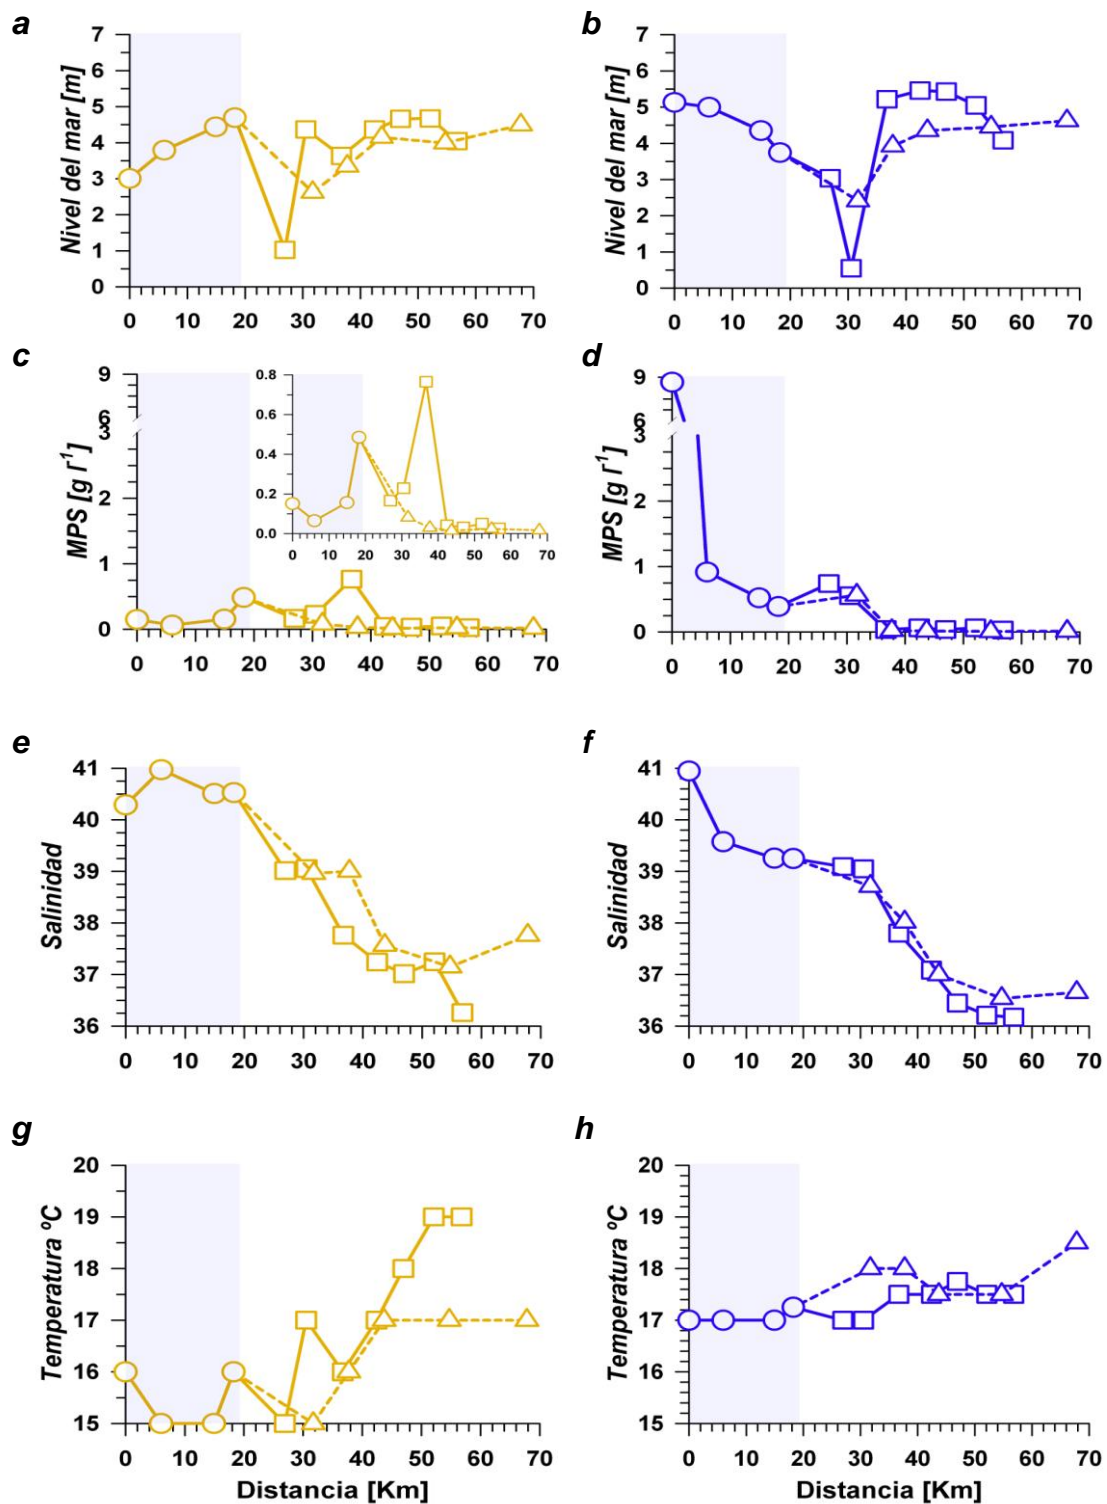 a
b
Nivel del mar [m]
7
6
5
4
3
2
1
0
0 10 20 30 40 50 60 70
Nivel del mar [m]
7
6
5
4
3
2
1
0
0 10 20 30 40 50 60 70
c
d
MPS [g l⁻¹]
9
6
3
2
1
0
0 10 20 30 40 50 60 70
0.8
0.6
0.4
0.2
0.0
0 10 20 30 40 50 60 70
MPS [g l⁻¹]
9
6
3
2
1
0
0 10 20 30 40 50 60 70
e
f
Salinidad
41
40
39
38
37
36
0 10 20 30 40 50 60 70
Salinidad
41
40
39
38
37
36
0 10 20 30 40 50 60 70
g
h
Temperatura ºC
20
19
18
17
16
15
0 10 20 30 40 50 60 70
Distancia [Km]
Temperatura ºC
20
19
18
17
16
15
0 10 20 30 40 50 60 70
Distancia [Km]